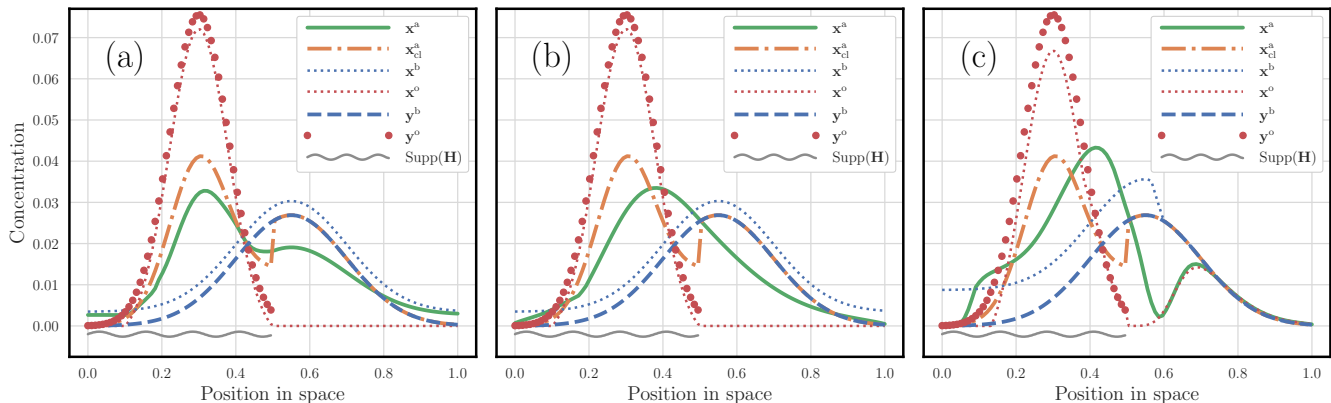 (a)
x^a
x^a_cl
x^b
x^o
y^b
y^o
Supp(H)
Concentration
0.07
0.06
0.05
0.04
0.03
0.02
0.01
0.00
0.0 0.2 0.4 0.6 0.8 1.0
Position in space
(b)
x^a
x^a_cl
x^b
x^o
y^b
y^o
Supp(H)
0.0 0.2 0.4 0.6 0.8 1.0
Position in space
(c)
x^a
x^a_cl
x^b
x^o
y^b
y^o
Supp(H)
0.0 0.2 0.4 0.6 0.8 1.0
Position in space